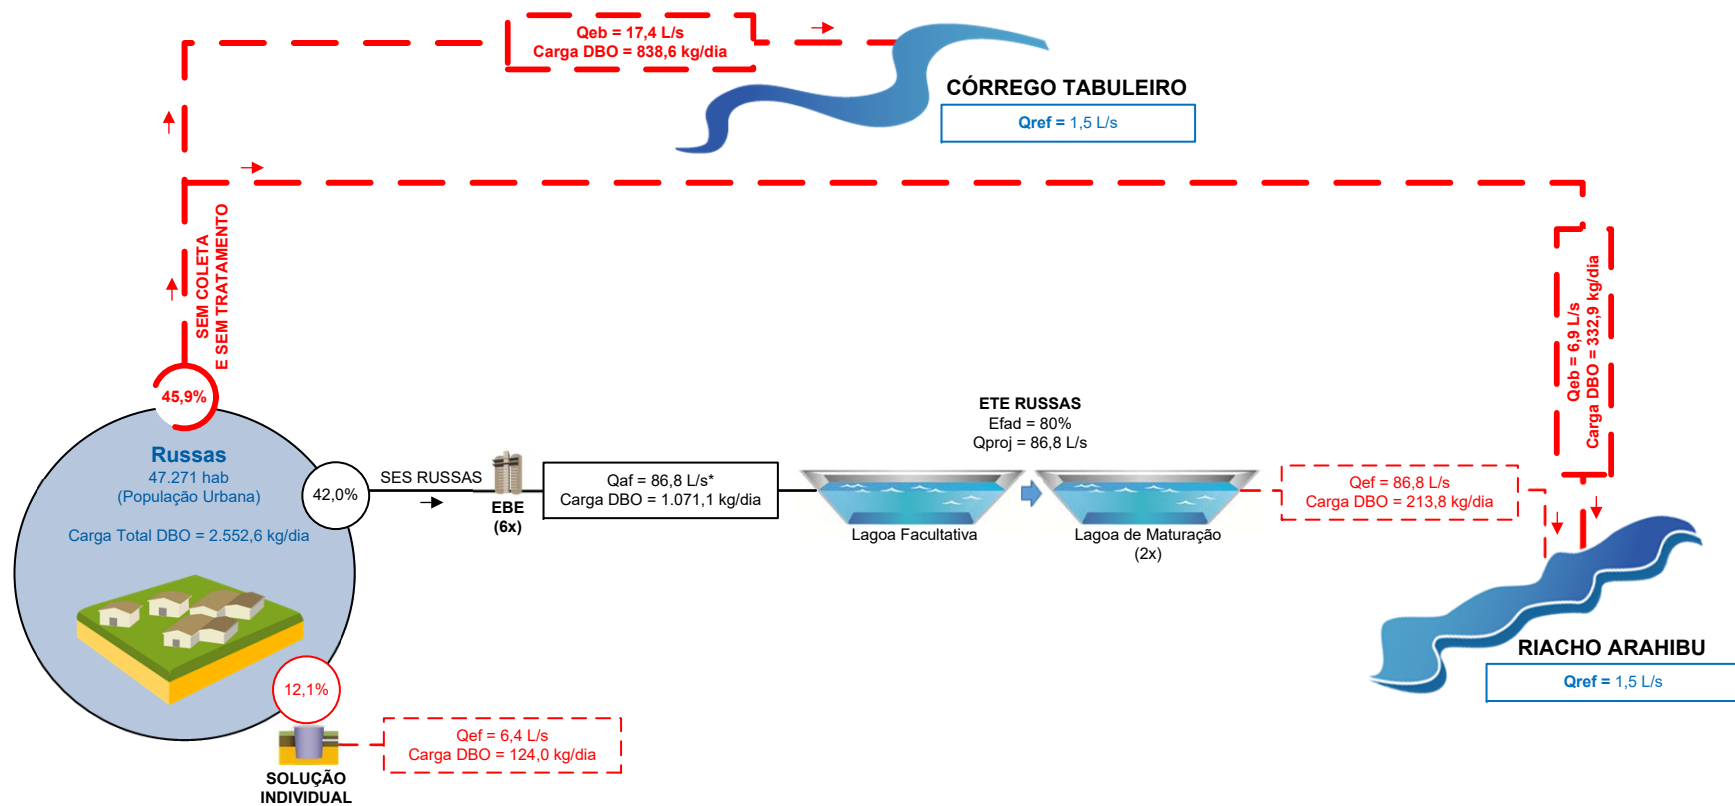 Qeb = 17,4 L/s
Carga DBO = 838,6 kg/dia
CÓRREGO TABULEIRO
Qref = 1,5 L/s
SEM COLETA
E SEM TRATAMENTO
Qeb = 6,9 L/s
Carga DBO = 332,9 kg/dia
45,9%
Russas
47.271 hab
(População Urbana)
Carga Total DBO = 2.552,6 kg/dia
42,0%
SES RUSSAS
EBE
(6x)
Qaf = 86,8 L/s*
Carga DBO = 1.071,1 kg/dia
ETE RUSSAS
Efad = 80%
Qproj = 86,8 L/s
Lagoa Facultativa
Lagoa de Maturação
(2x)
Qef = 86,8 L/s
Carga DBO = 213,8 kg/dia
RIACHO ARAHIBU
Qref = 1,5 L/s
12,1%
Qef = 6,4 L/s
Carga DBO = 124,0 kg/dia
SOLUÇÃO
INDIVIDUAL